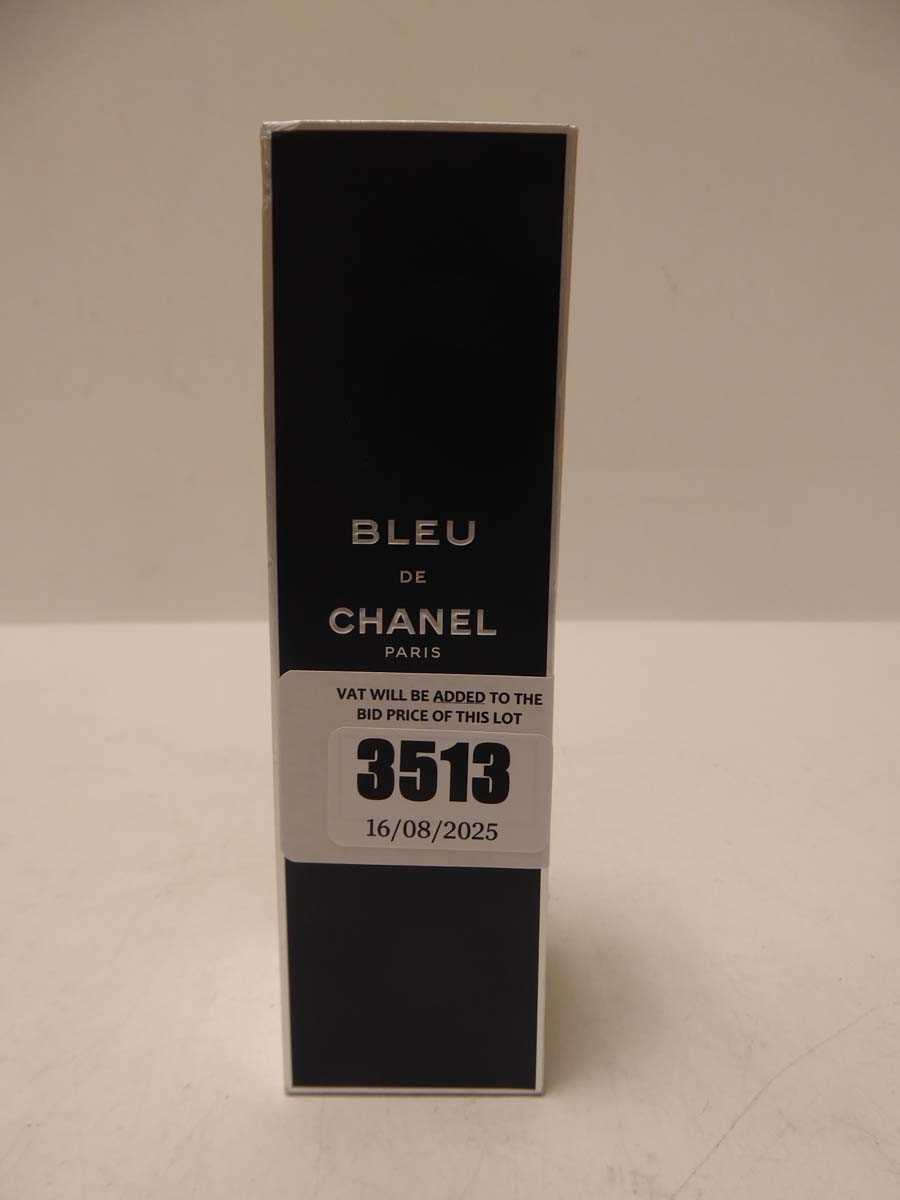 BLEU
DE
CHANEL
PARIS
VAT WILL BE ADDED TO THE
BID PRICE OF THIS LOT
3513
16/08/2025